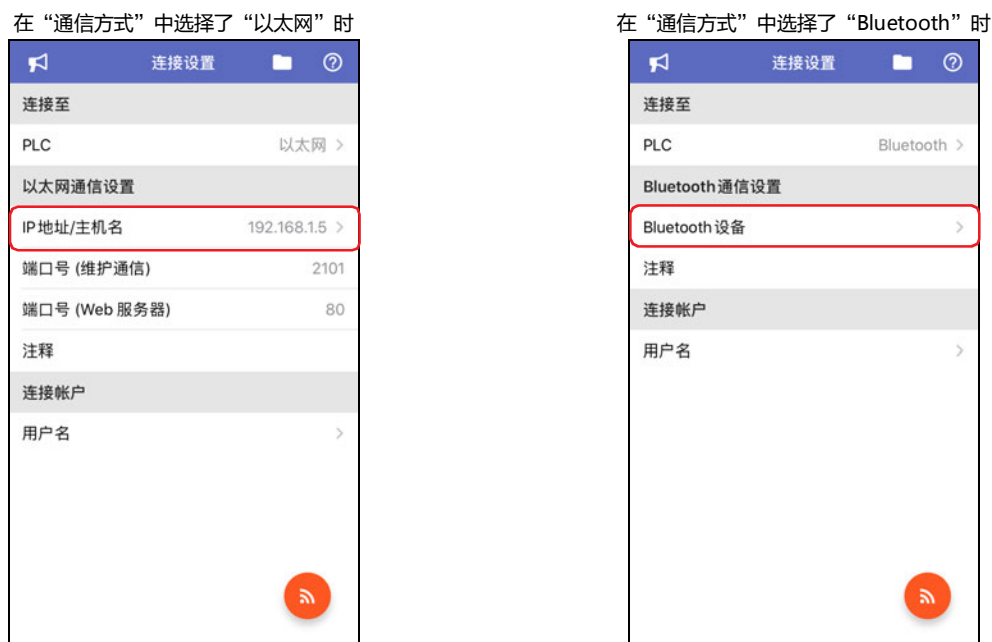 在“通信方式”中选择了“以太网”时
连接设置
连接至
PLC 以太网
以太网通信设置
IP地址/主机名 192.168.1.5
端口号 (维护通信) 2101
端口号 (Web 服务器) 80
注释
连接帐户
用户名
在“通信方式”中选择了“Bluetooth”时
连接设置
连接至
PLC Bluetooth
Bluetooth通信设置
Bluetooth设备
注释
连接帐户
用户名